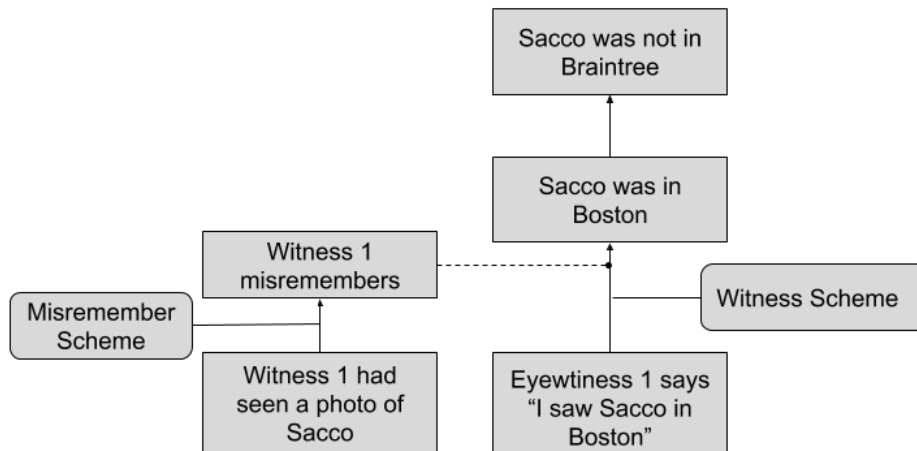 Sacco was not in
Braintree
Sacco was in
Boston
Witness 1
misremembers
Misremember
Scheme
Witness Scheme
Witness 1 had
seen a photo of
Sacco
Eyewtiness 1 says
“I saw Sacco in
Boston”